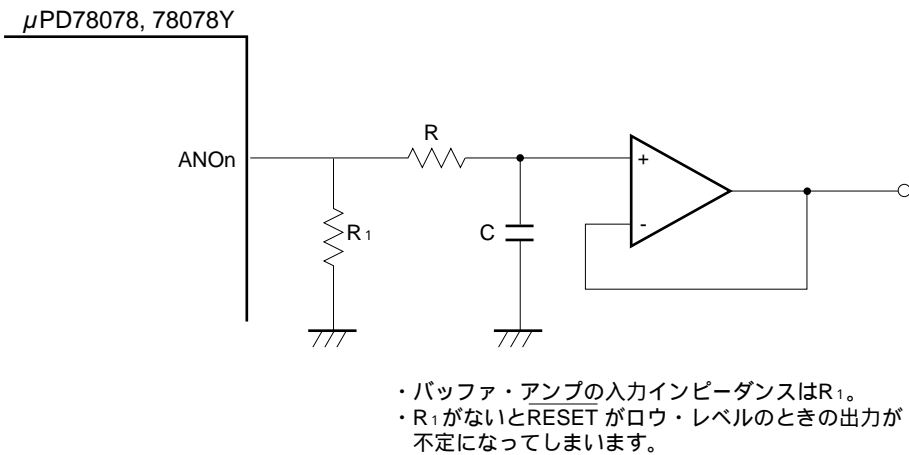 μPD78078, 78078Y
R
ANOn
+
R1
C
-
・バッファ・アンプの入力インピーダンスはR1。
・R1がないとRESET がロウ・レベルのときの出力が
不定になってしまいます。